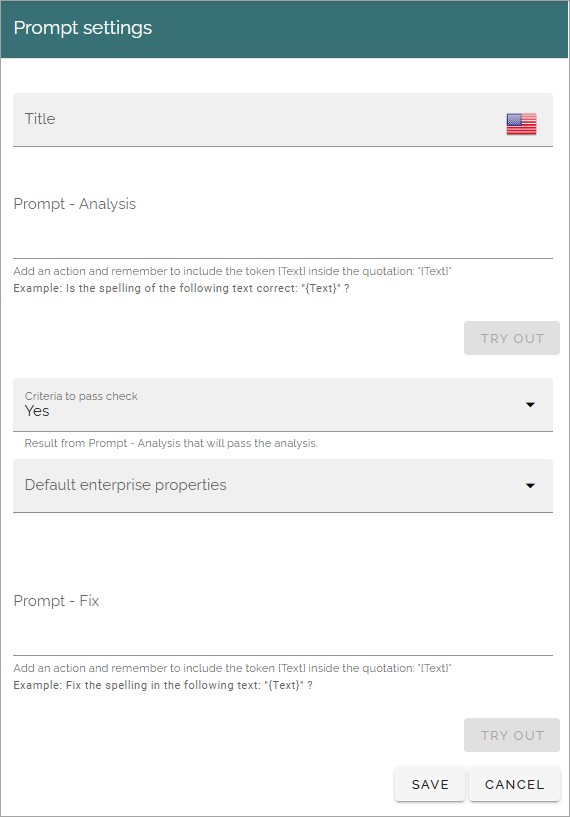 Prompt settings
Title
Prompt - Analysis
Add an action and remember to include the token {Text} inside the quotation: "{Text}"
Example: Is the spelling of the following text correct: "{Text}" ?
TRY OUT
Criteria to pass check
Yes
Result from Prompt - Analysis that will pass the analysis.
Default enterprise properties
Prompt - Fix
Add an action and remember to include the token {Text} inside the quotation: "{Text}"
Example: Fix the spelling in the following text: "{Text}" ?
TRY OUT
SAVE CANCEL